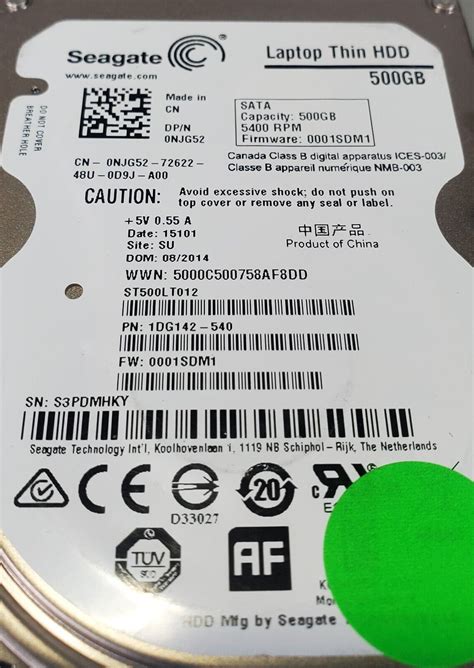 Seagate
www.seagate.com
Laptop Thin HDD
500GB
DO NOT COVER
BREATHER HOLE
Made in
CN
DP/N
0NJG52
SATA
Capacity: 500GB
5400 RPM
Firmware: 0001SDM1
CN - 0NJG52-72622-
48U-0D9J-A00
Canada Class B digital apparatus ICES-003/
Classe B appareil numérique NMB-003
CAUTION: Avoid excessive shock; do not push on
top cover or remove any seal or label.
+5V 0.55 A
Date: 15101
Site: SU
DOM: 08/2014
中国产品
Product of China
WWN: 5000C500758AF8DD
ST500LT012
PN: 1DG142-540
FW: 0001SDM1
SN: S3PDMHKY
Seagate Technology Int'l, Koolhovenlaan 1, 1119 NB Schiphol-Rijk, The Netherlands
CE
20
D33027
TÜV
SÜD
AF
HDD Mfg by Seagate